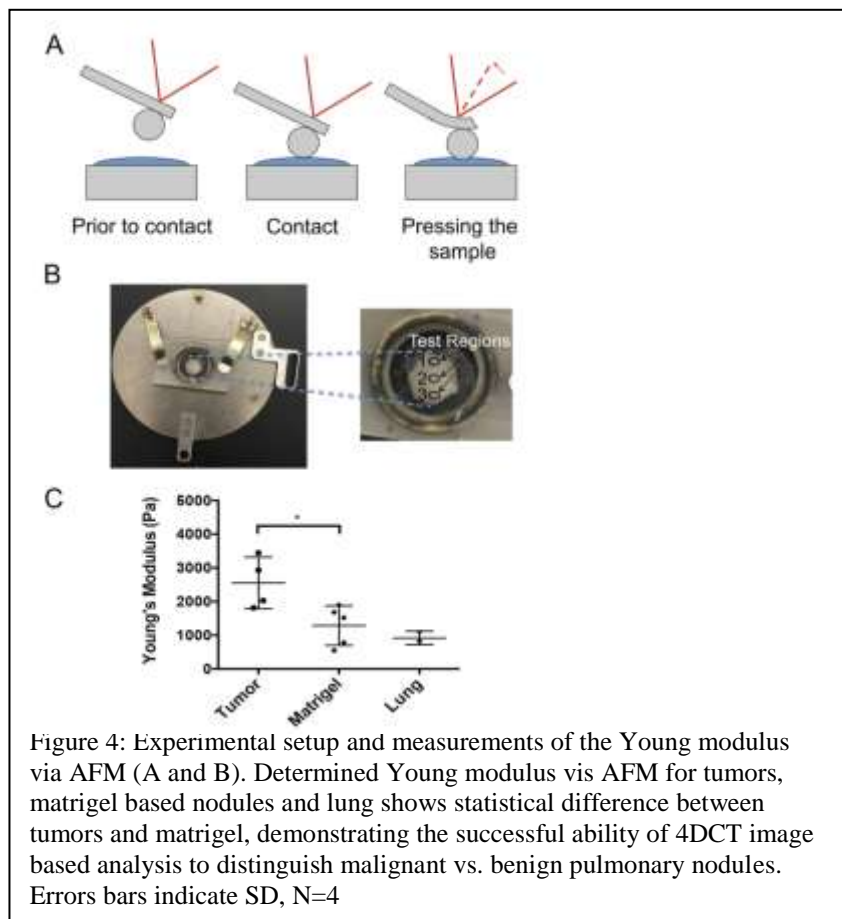 A
Prior to contact
Contact
Pressing the
sample
B
Test Regions
1
2
3
C
Young's Modulus (Pa)
5000
4000
3000
2000
1000
0
*
Tumor
Matrigel
Lung
Figure 4: Experimental setup and measurements of the Young modulus
via AFM (A and B). Determined Young modulus vis AFM for tumors,
matrigel based nodules and lung shows statistical difference between
tumors and matrigel, demonstrating the successful ability of 4DCT image
based analysis to distinguish malignant vs. benign pulmonary nodules.
Errors bars indicate SD, N=4